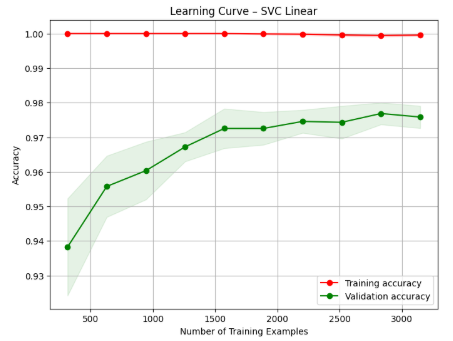 Learning Curve – SVC Linear
1.00
0.99
0.98
0.97
0.96
0.95
0.94
0.93
Accuracy
Training accuracy
Validation accuracy
500 1000 1500 2000 2500 3000
Number of Training Examples